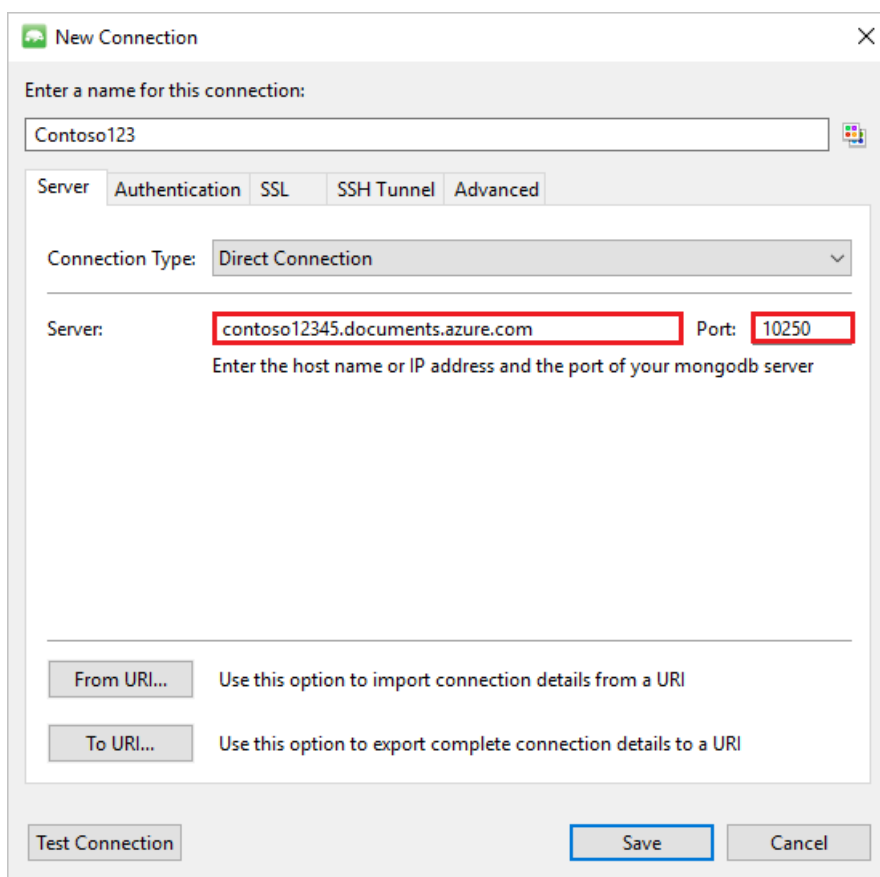 New Connection
Enter a name for this connection:
Contoso123
Server Authentication SSL SSH Tunnel Advanced
Connection Type: Direct Connection
Server: contoso12345.documents.azure.com Port: 10250
Enter the host name or IP address and the port of your mongodb server
From URI... Use this option to import connection details from a URI
To URI... Use this option to export complete connection details to a URI
Test Connection Save Cancel